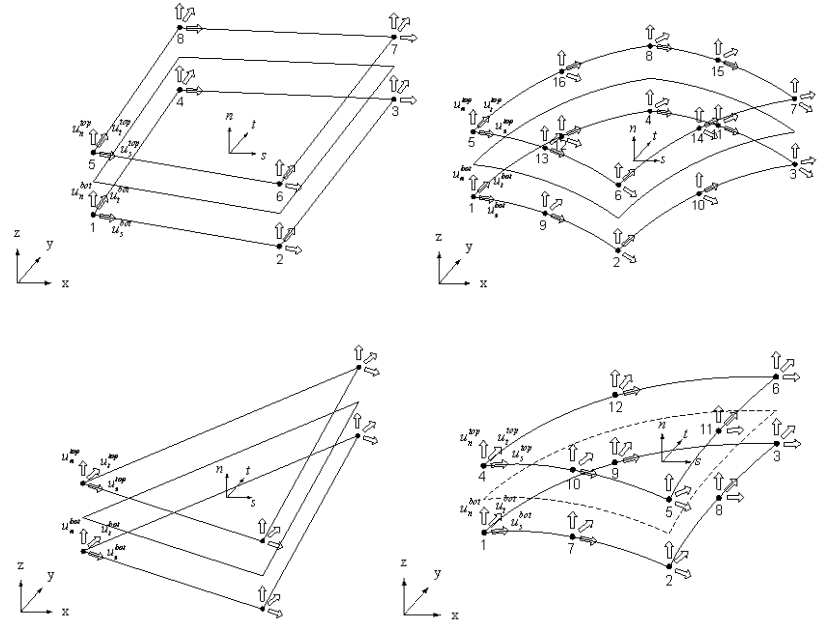 8
7
4
3
n
t
s
u_n^top
u_t^top
u_s^top
5
6
u_n^bot
u_t^bot
u_s^bot
1
2
z
y
x
8
15
16
7
u_n^top
u_t^top
u_s^top
5
4
n
t
s
13
12
14
11
3
u_n^bot
u_t^bot
u_s^bot
6
1
9
10
2
z
y
x
n
t
s
u_n^top
u_t^top
u_s^top
u_n^bot
u_t^bot
u_s^bot
z
y
x
6
12
11
n
t
s
u_n^top
u_t^top
u_s^top
4
10
9
3
5
8
u_n^bot
u_t^bot
u_s^bot
1
7
2
z
y
x